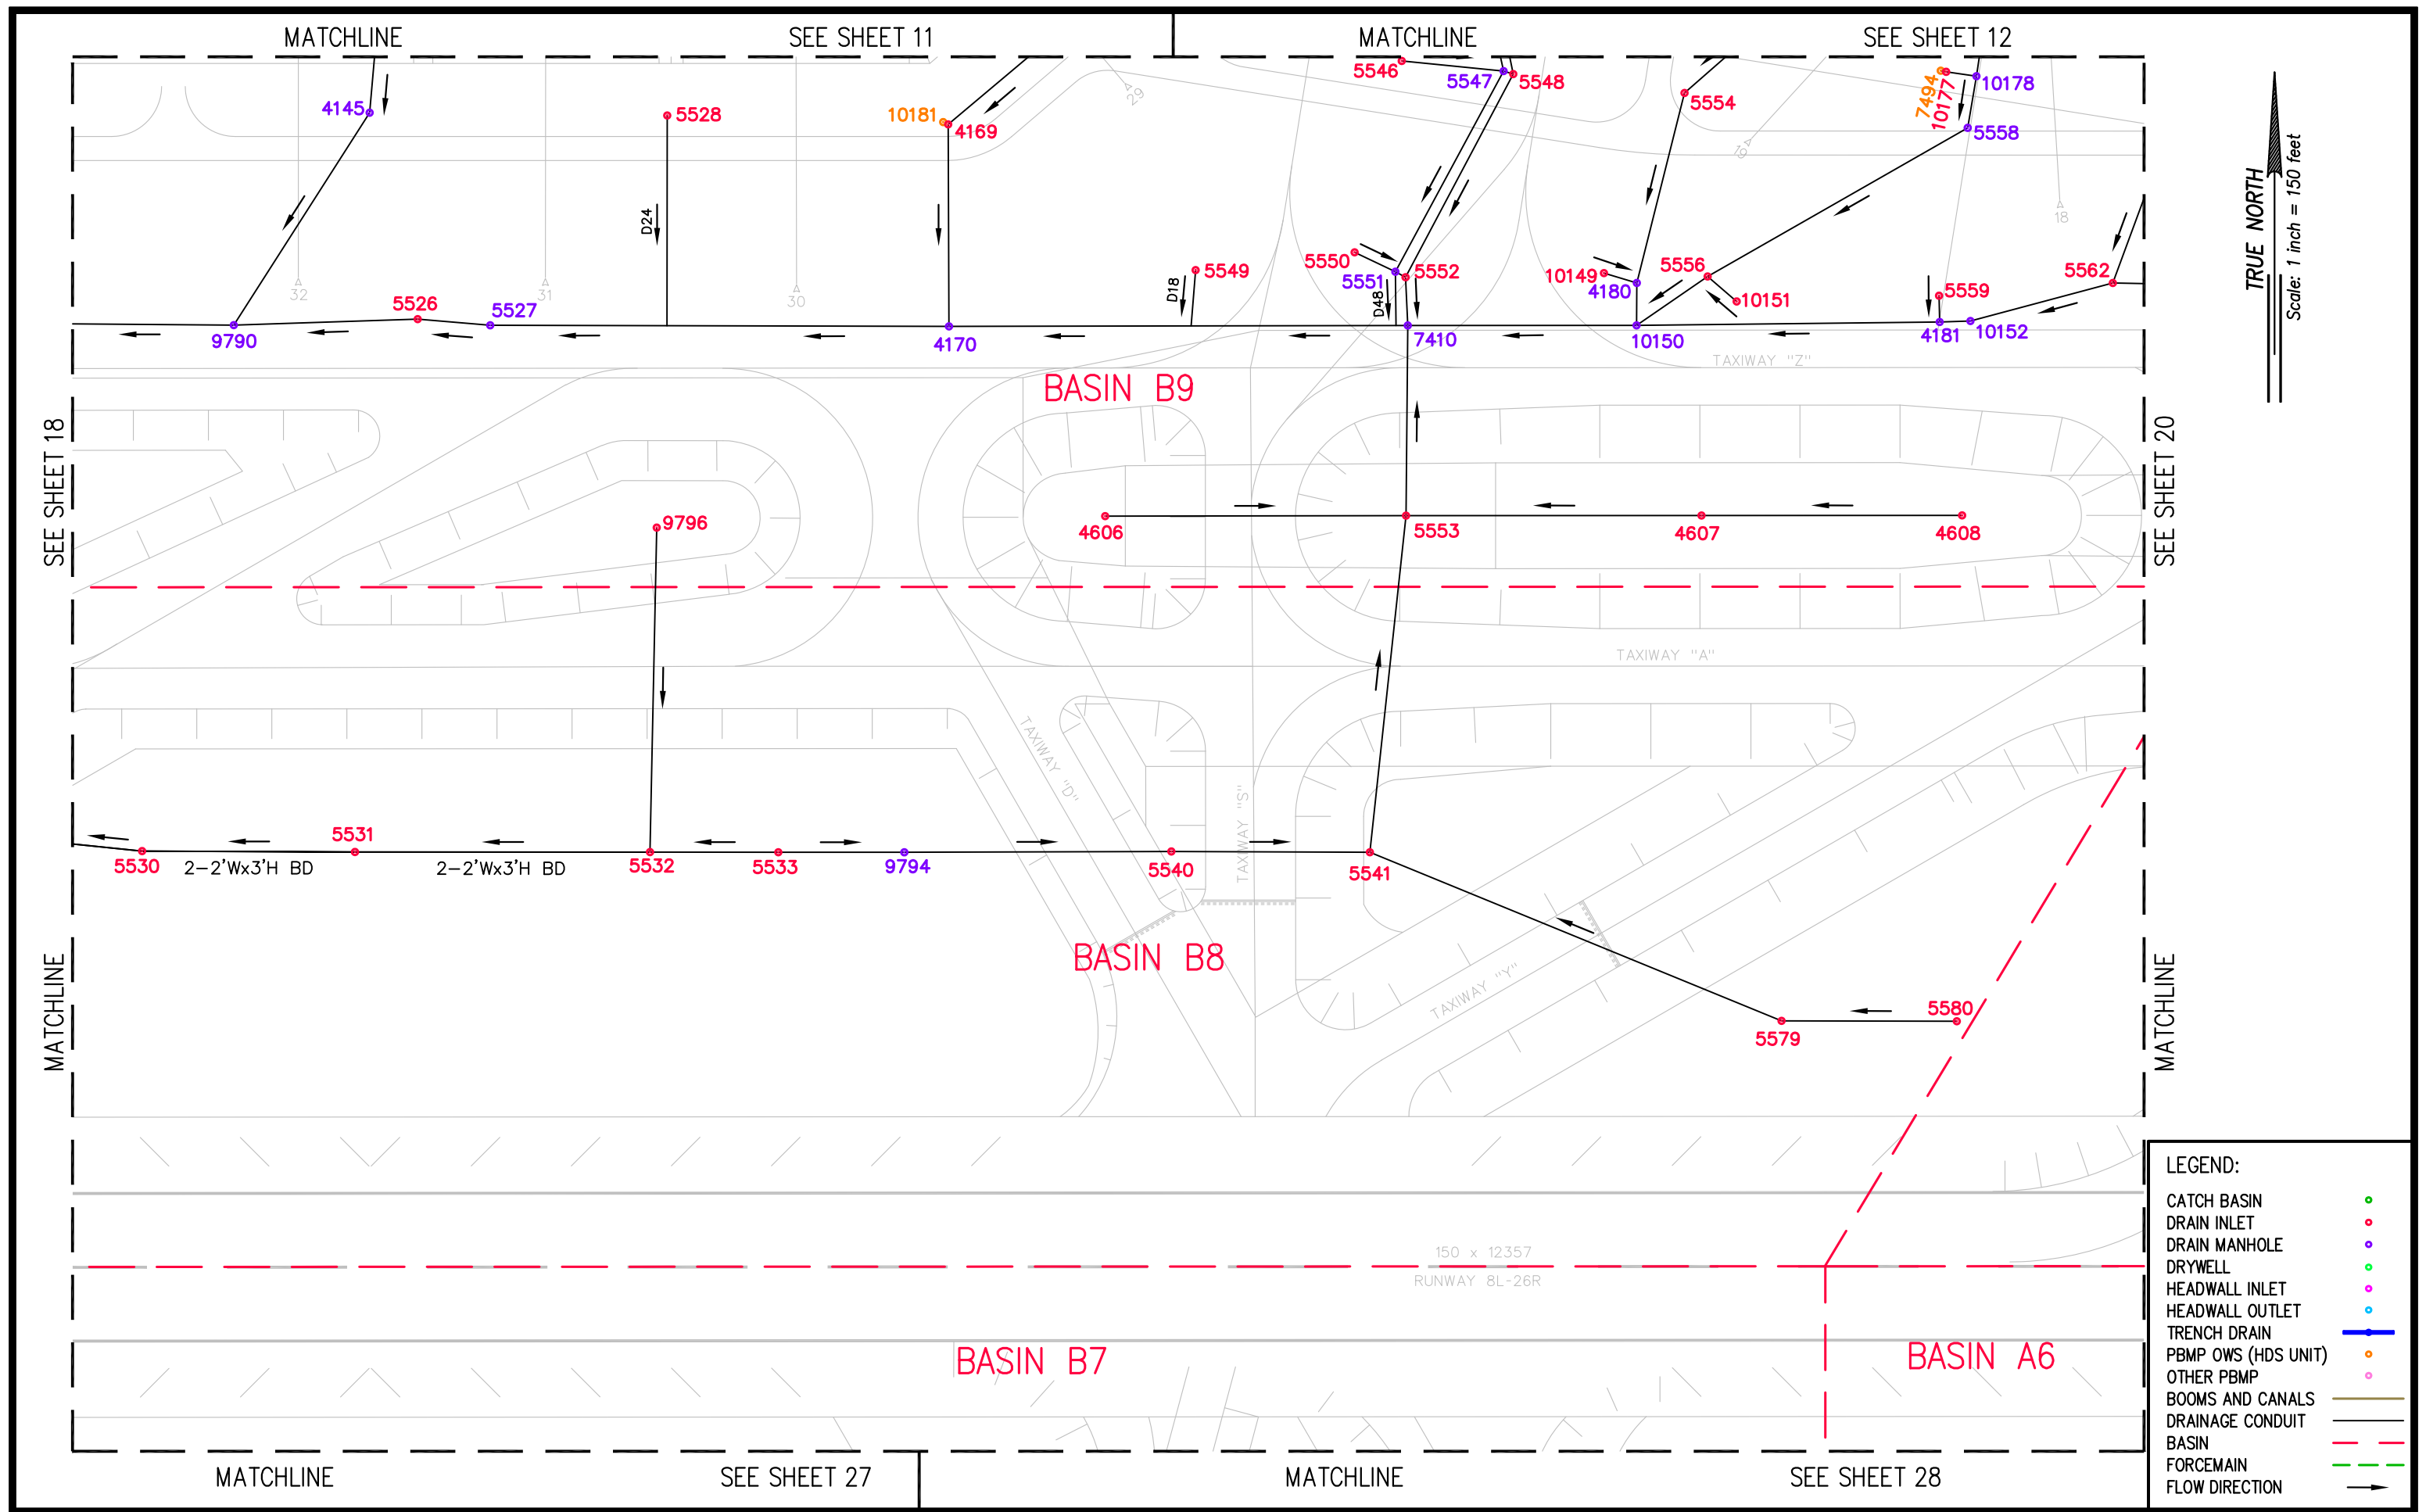 MATCHLINE SEE SHEET 11 MATCHLINE SEE SHEET 12
5546
5547
5548
5554
7494
10177
10178
29
4145
5528
10181
4169
5558
19
18
D24
TRUE NORTH
Scale: 1 inch = 150 feet
5549
5550
5551
5552
10149
4180
5556
10151
5559
5562
D18
D48
32
31
30
5526
5527
9790
4170
7410
10150
4181
10152
TAXIWAY "Z"
BASIN B9
SEE SHEET 18
SEE SHEET 20
9796
4606
5553
4607
4608
TAXIWAY "A"
TAXIWAY "D"
TAXIWAY "S"
5531
5530
2-2'Wx3'H BD
2-2'Wx3'H BD
5532
5533
9794
5540
5541
BASIN B8
TAXIWAY "Y"
MATCHLINE
MATCHLINE
5580
5579
150 x 12357
RUNWAY 8L-26R
BASIN B7
BASIN A6
LEGEND:
CATCH BASIN
DRAIN INLET
DRAIN MANHOLE
DRYWELL
HEADWALL INLET
HEADWALL OUTLET
TRENCH DRAIN
PBMP OWS (HDS UNIT)
OTHER PBMP
BOOMS AND CANALS
DRAINAGE CONDUIT
BASIN
FORCEMAIN
FLOW DIRECTION
MATCHLINE SEE SHEET 27 MATCHLINE SEE SHEET 28